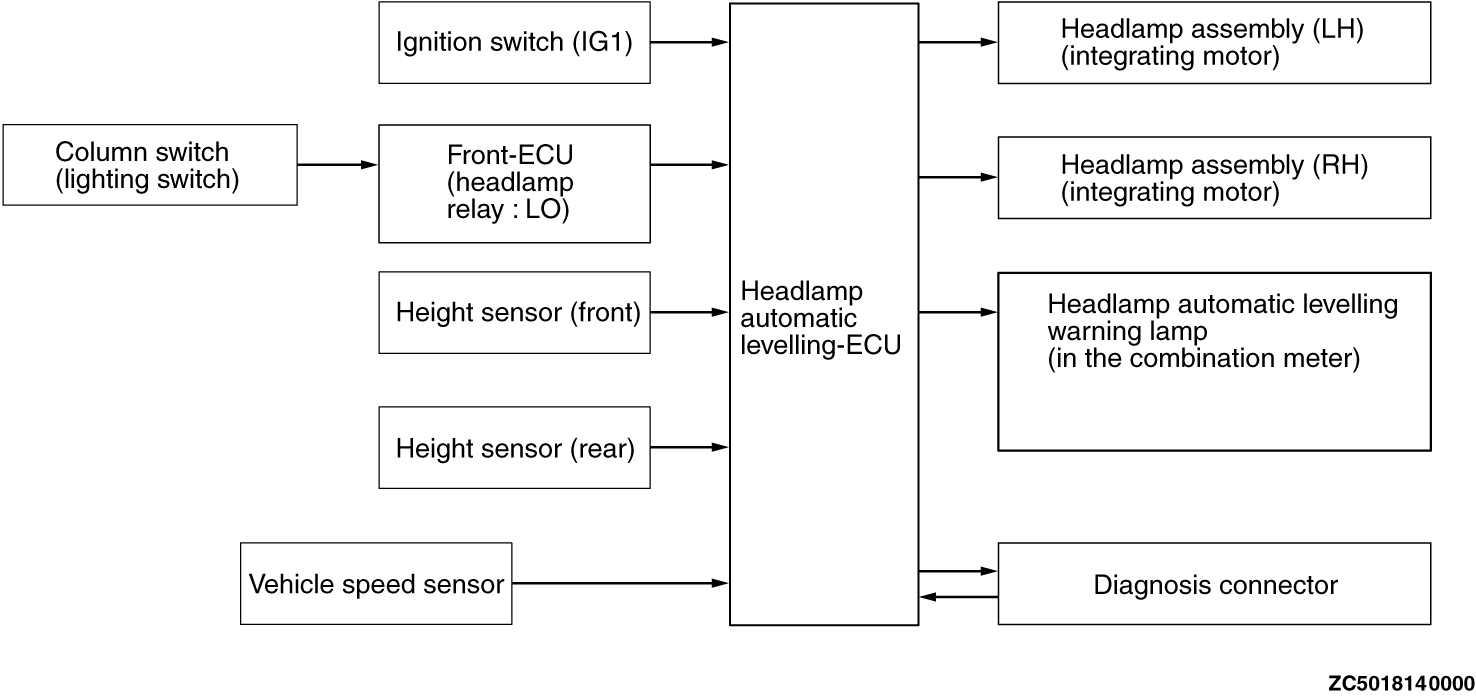 Ignition switch (IG1)
Column switch
(lighting switch)
Front-ECU
(headlamp
relay : LO)
Height sensor (front)
Height sensor (rear)
Vehicle speed sensor
Headlamp
automatic
levelling-ECU
Headlamp assembly (LH)
(integrating motor)
Headlamp assembly (RH)
(integrating motor)
Headlamp automatic levelling
warning lamp
(in the combination meter)
Diagnosis connector
ZC5018140000